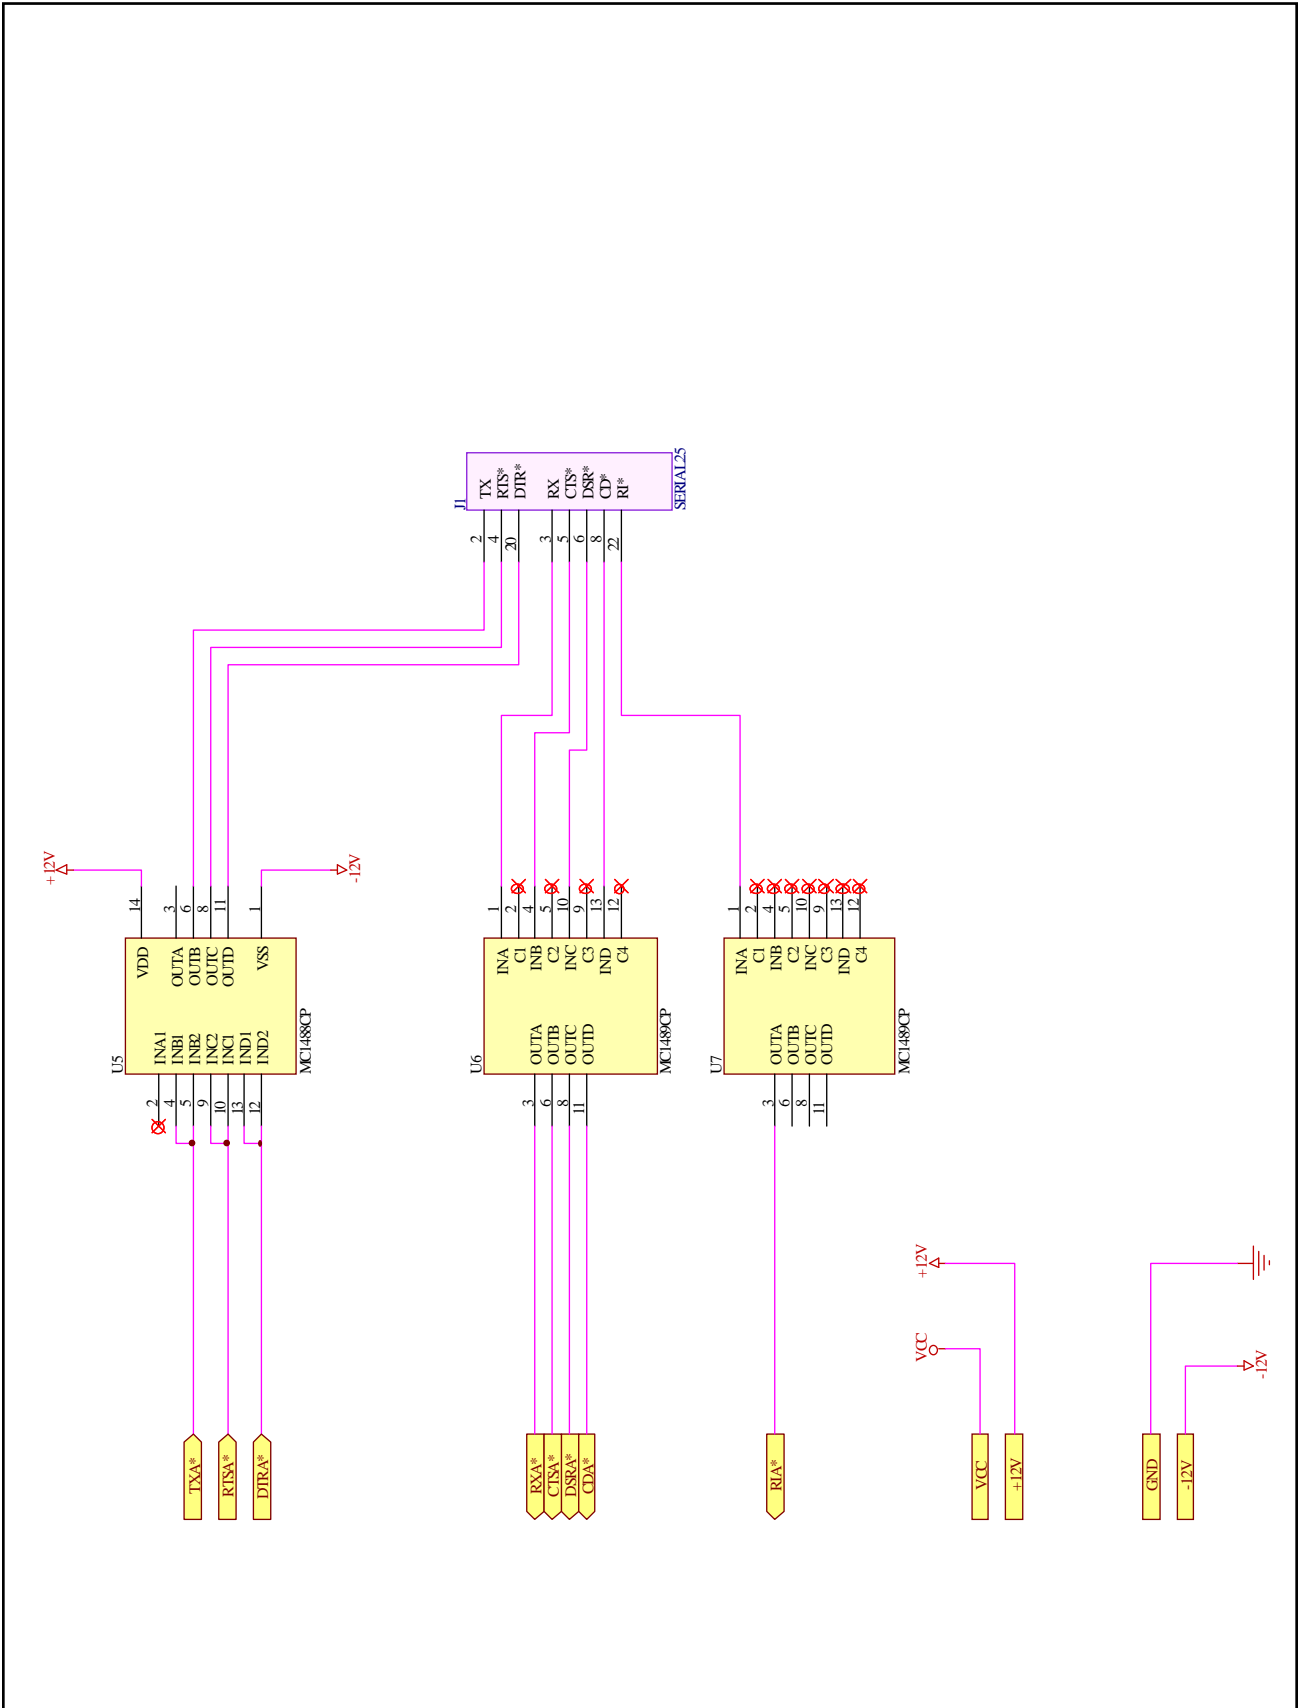 +12V
14
3
6
8
11
1
-12V
U5
VDD
OUTA
OUTB
OUTC
OUTD
VSS
INA1
INB1
INB2
INC2
INC1
IND1
IND2
MC1488CP
2
4
5
9
10
13
12
TXA*
RTSA*
DTRA*
J1
TX
RTS*
DTR*
RX
CTS*
DSR*
CD*
RI*
SERIAL25
2
4
20
3
5
6
8
22
1
2
4
5
10
9
13
12
U6
INA
C1
INB
C2
INC
C3
IND
C4
OUTA
OUTB
OUTC
OUTD
MC1489CP
3
6
8
11
RXA*
CTSA*
DSRA*
CDA*
1
2
4
5
10
9
13
12
U7
INA
C1
INB
C2
INC
C3
IND
C4
OUTA
OUTB
OUTC
OUTD
MC1489CP
3
6
8
11
RIA*
VCC
+12V
VCC
+12V
GND
-12V
-12V